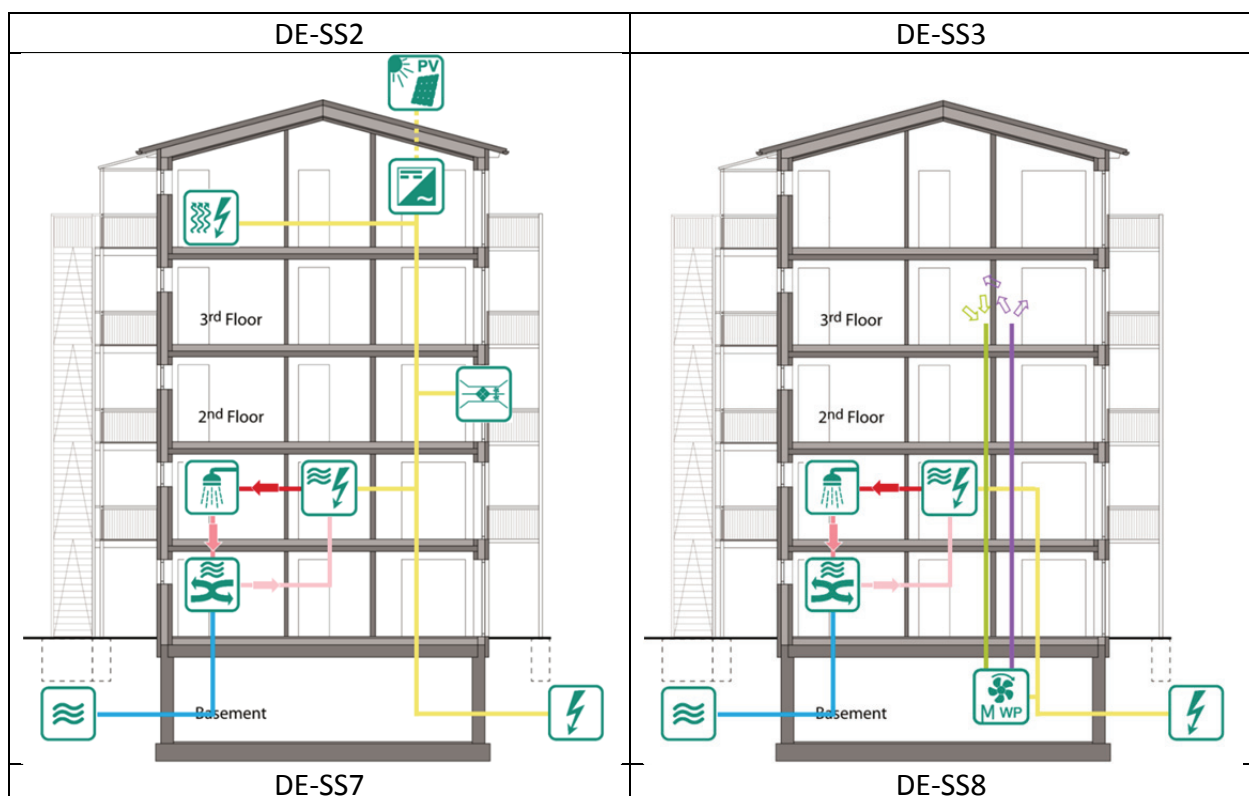 DE-SS2
DE-SS3
PV
3rd Floor
3rd Floor
2nd Floor
2nd Floor
Basement
Basement
M WP
DE-SS7
DE-SS8